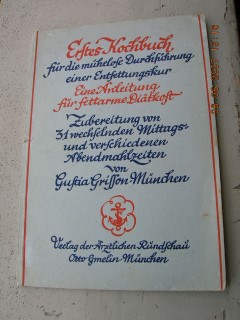 Erstes Kochbuch
für die mühelose Durchführung
einer Entfettungskur
Eine Anleitung
für fettarme Diätkost
Zubereitung von
31 wechselnden Mittags-
und verschiedenen
Abendmahlzeiten
von
Gustia Grisson-München
Verlag der Ärztlichen Rundschau
Otto Gmelin-München